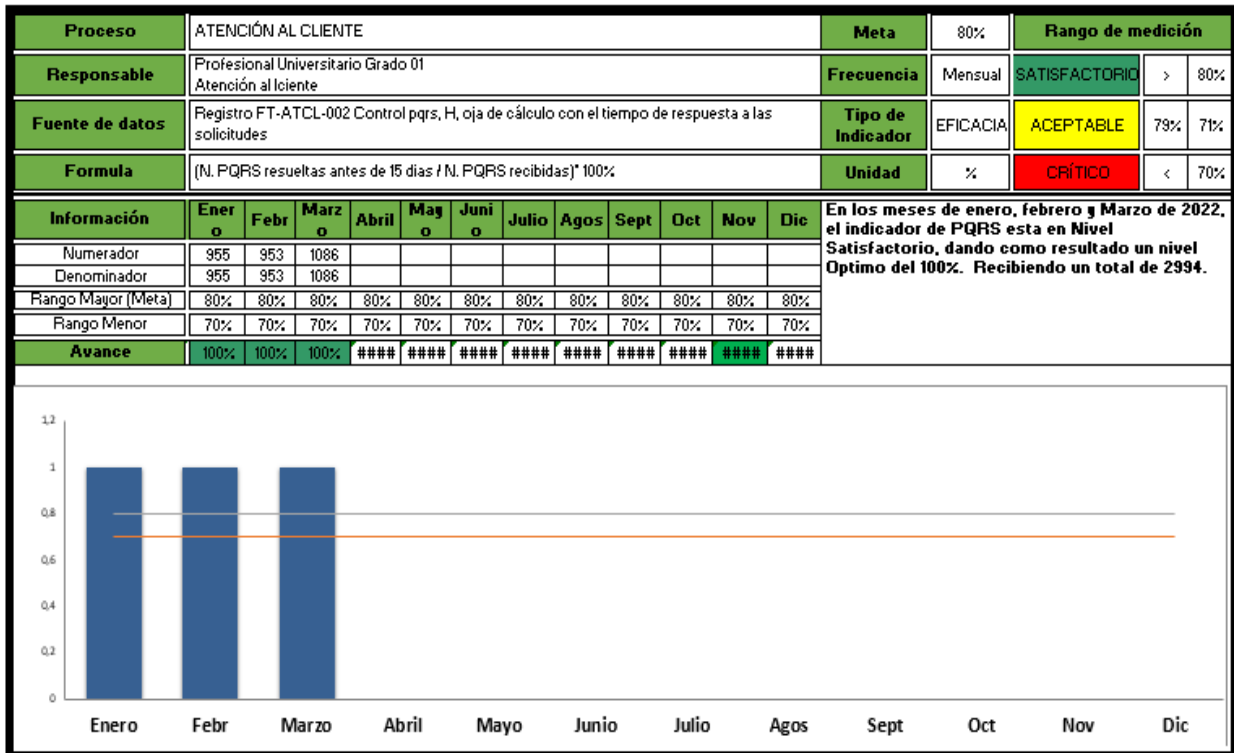 Proceso ATENCIÓN AL CLIENTE Meta 80% Rango de medición
Responsable Profesional Universitario Grado 01
Atención al lciente
Frecuencia Mensual SATISFACTORIO > 80%
Fuente de datos Registro FT-ATCL-002 Control pqrs, H, oja de cálculo con el tiempo de respuesta a las
solicitudes
Tipo de
Indicador
EFICACIA ACEPTABLE 79% 71%
Formula (N. PQRS resueltas antes de 15 dias / N. PQRS recibidas)* 100% Unidad % CRÍTICO < 70%
Información Ener
o
Febr Marz
o
Abril May
o
Juni
o
Julio Agos Sept Oct Nov Dic
Numerador 955 953 1086
Denominador 955 953 1086
Rango Mayor (Meta) 80% 80% 80% 80% 80% 80% 80% 80% 80% 80% 80% 80%
Rango Menor 70% 70% 70% 70% 70% 70% 70% 70% 70% 70% 70% 70%
Avance 100% 100% 100% #### #### #### #### #### #### #### #### ####
En los meses de enero, febrero y Marzo de 2022,
el indicador de PQRS esta en Nivel
Satisfactorio, dando como resultado un nivel
Optimo del 100%. Recibiendo un total de 2994.
1,2
1
0,8
0,6
0,4
0,2
0
Enero Febr Marzo Abril Mayo Junio Julio Agos Sept Oct Nov Dic